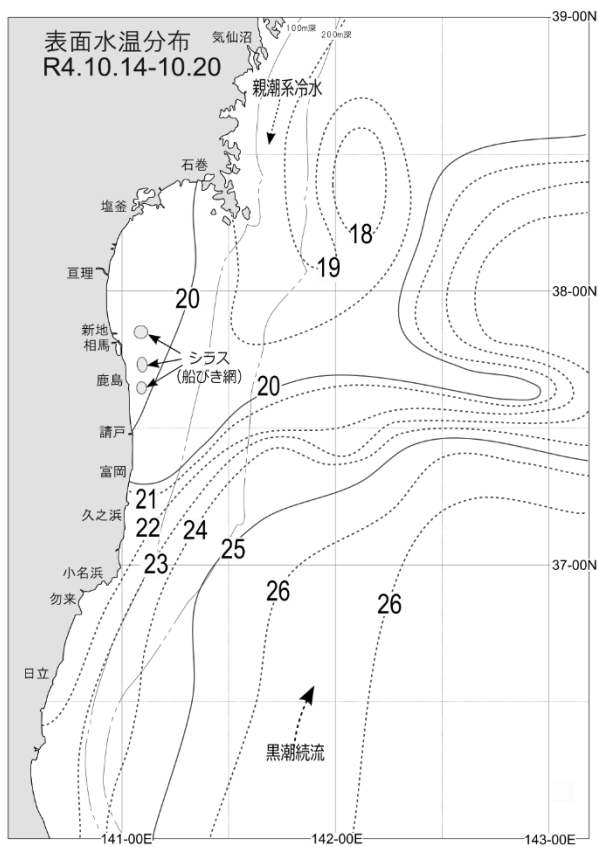 表面水温分布
R4.10.14-10.20
気仙沼
100m深
200m深
39-00N
親潮系冷水
石巻
塩釜
18
19
亘理
38-00N
20
新地
相馬
シラス
(船びき網)
鹿島
20
請戸
富岡
21
久之浜
22
24
25
23
37-00N
小名浜
勿来
26
26
日立
黒潮続流
141-00E
142-00E
143-00E